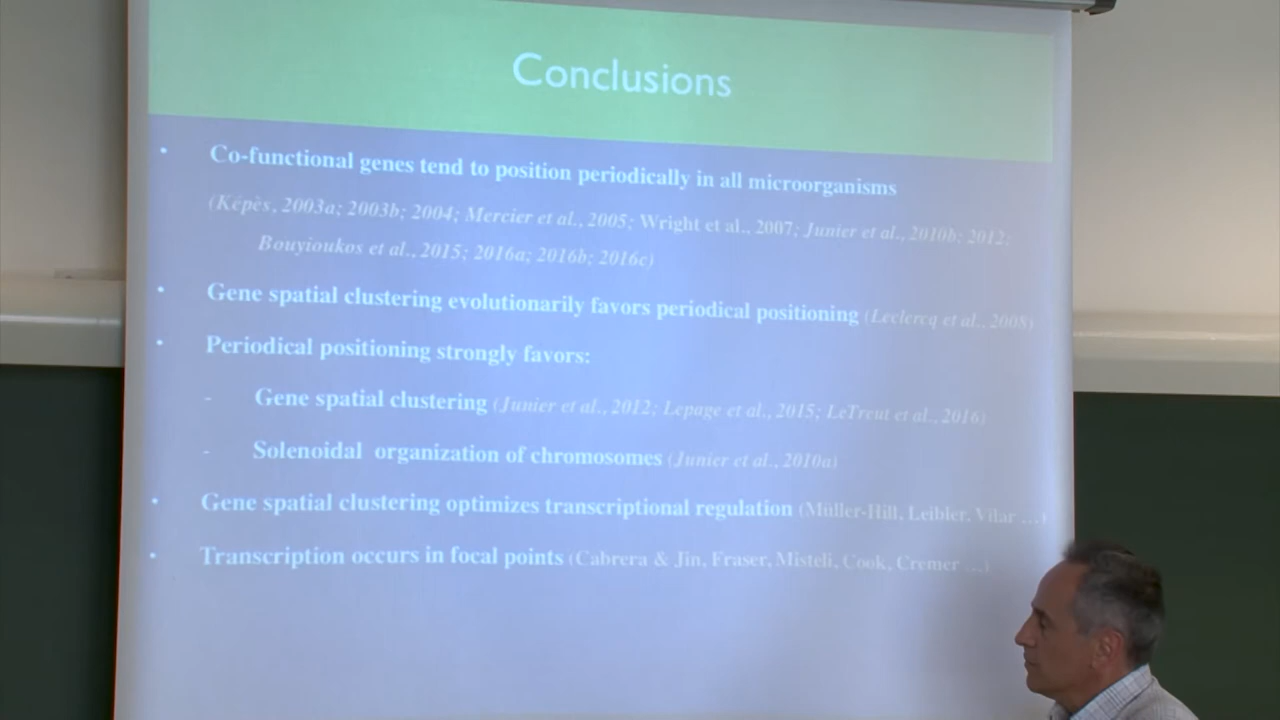 Conclusions
• Co-functional genes tend to position periodically in all microorganisms
(Képès, 2003a; 2003b; 2004; Mercier et al., 2005; Wright et al., 2007; Junier et al., 2010b; 2012;
Bouyioukos et al., 2015; 2016a; 2016b; 2016c)
• Gene spatial clustering evolutionarily favors periodical positioning (Leclercq et al., 2008)
• Periodical positioning strongly favors:
- Gene spatial clustering (Junier et al., 2012; Lepage et al., 2015; LeTreut et al., 2016)
- Solenoidal organization of chromosomes (Junier et al., 2010a)
• Gene spatial clustering optimizes transcriptional regulation (Müller-Hill, Leibler, Vilar ...)
• Transcription occurs in focal points (Cabrera & Jin, Fraser, Misteli, Cook, Cremer ...)